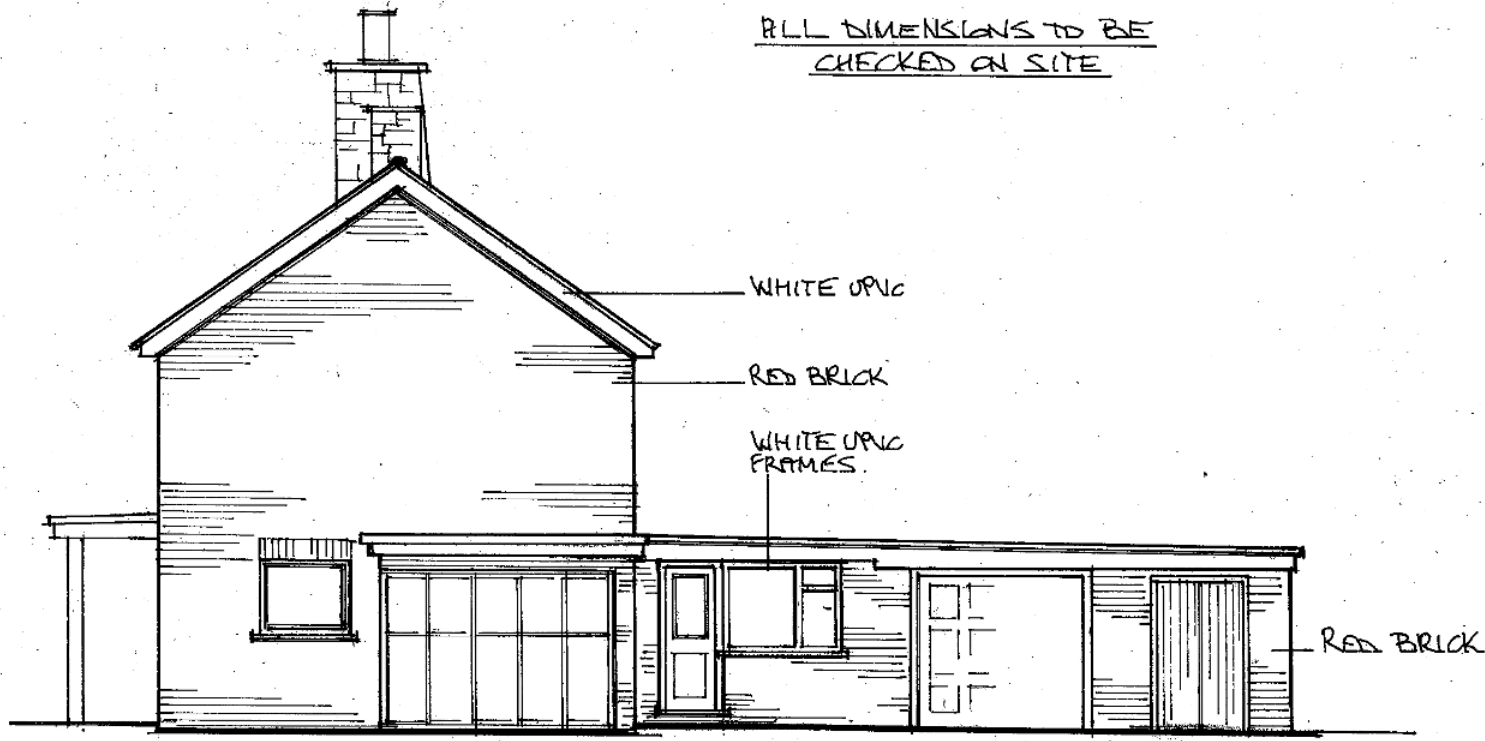 ALL DIMENSIONS TO BE
CHECKED ON SITE
WHITE UPVC
RED BRICK
WHITE UPVC
FRAMES.
RED BRICK